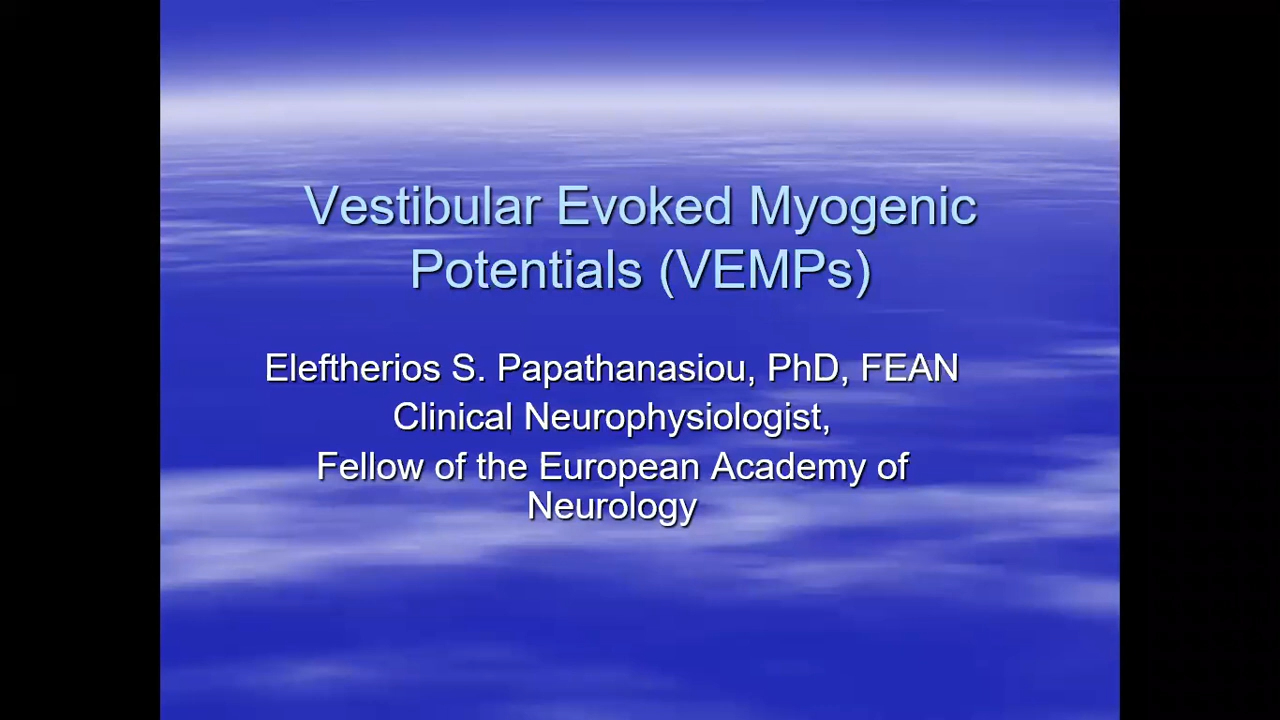 Vestibular Evoked Myogenic
Potentials (VEMPs)
Eleftherios S. Papathanasiou, PhD, FEAN
Clinical Neurophysiologist,
Fellow of the European Academy of
Neurology